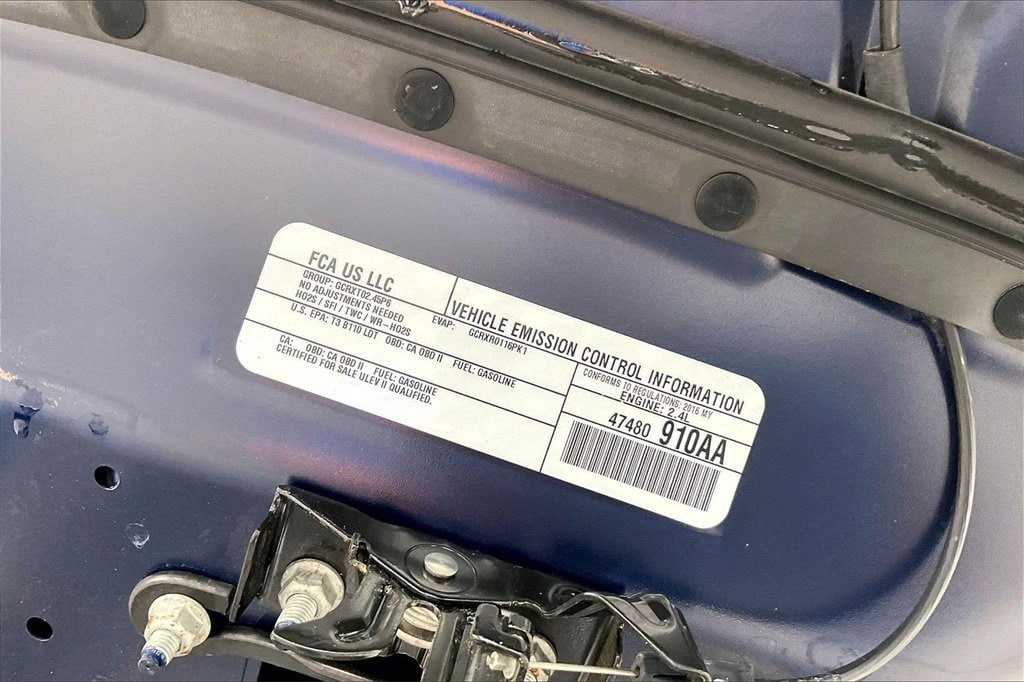 FCA US LLC
GROUP: GCRXT02.45P6
NO ADJUSTMENTS NEEDED
HO2S / SFI / TWC / WR-HO2S
EVAP: GCRXR0116PK1
U.S. EPA: T3 B110 LDT OBD: CA OBD II FUEL: GASOLINE
CA: OBD: CA OBD II FUEL: GASOLINE
CERTIFIED FOR SALE ULEV II QUALIFIED.
VEHICLE EMISSION CONTROL INFORMATION
CONFORMS TO REGULATIONS: 2016 MY
ENGINE: 2.4L
47480 910AA